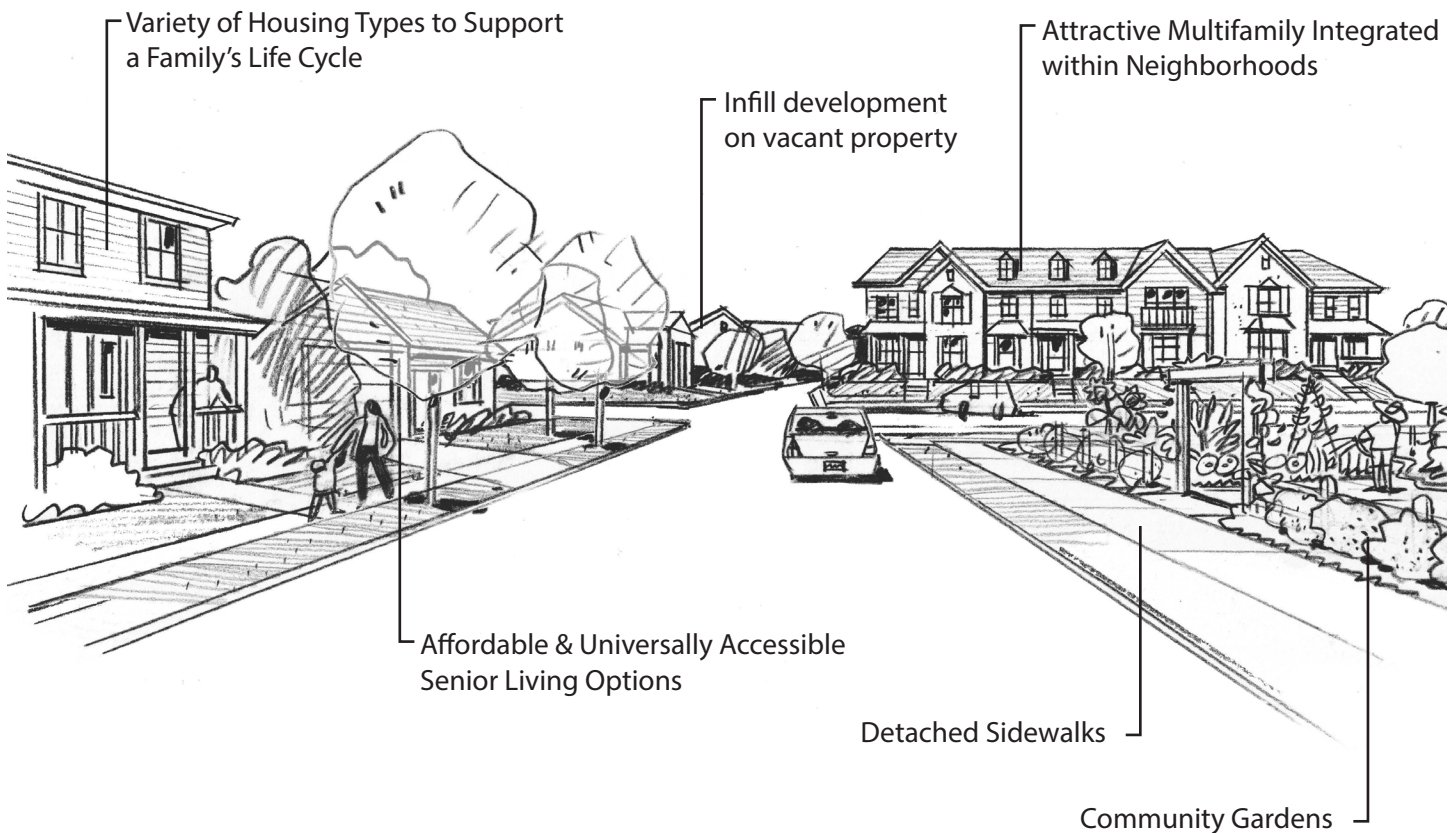 Variety of Housing Types to Support
a Family’s Life Cycle
Attractive Multifamily Integrated
within Neighborhoods
Infill development
on vacant property
Affordable & Universally Accessible
Senior Living Options
Detached Sidewalks
Community Gardens